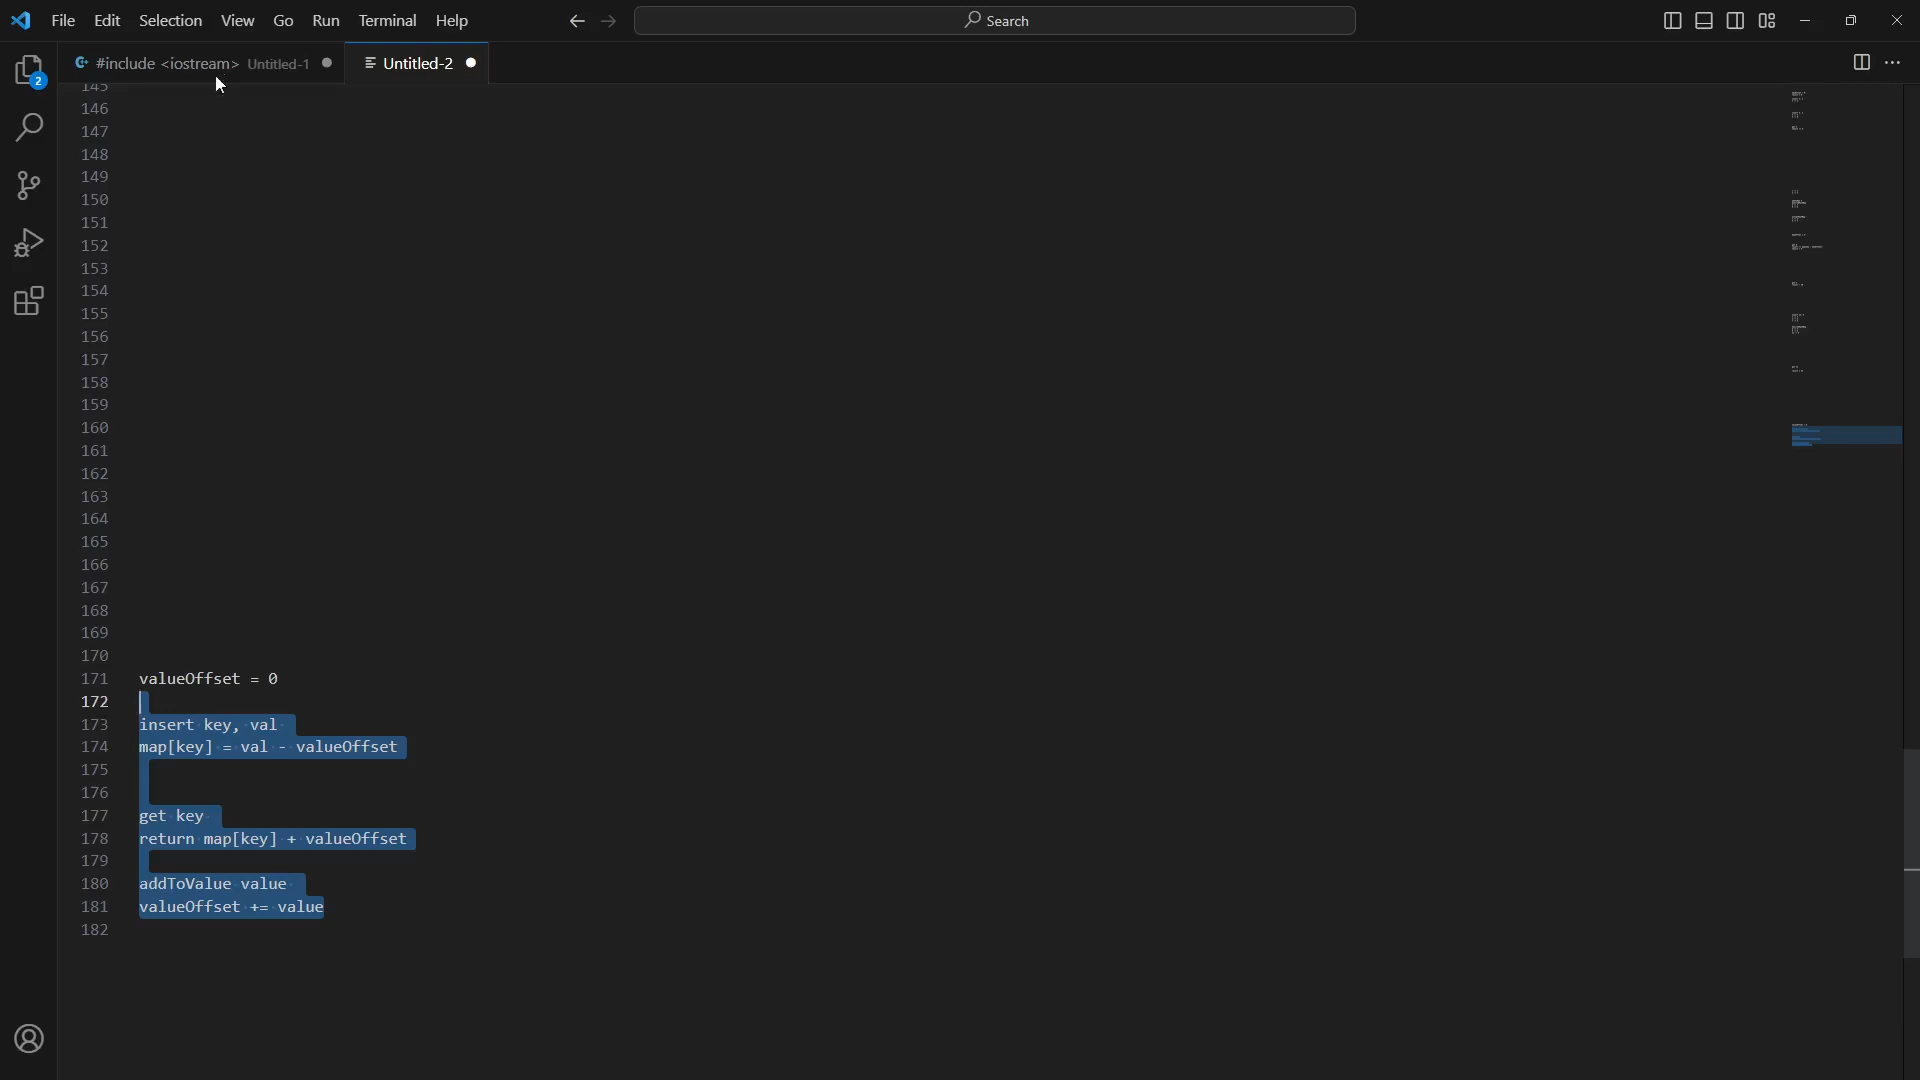 File Edit Selection View Go Run Terminal Help
Search
2
#include <iostream> Untitled-1
Untitled-2
145
146
147
148
149
150
151
152
153
154
155
156
157
158
159
160
161
162
163
164
165
166
167
168
169
170
171 valueOffset = 0
172
173 insert key, val
174 map[key] = val - valueOffset
175
176
177 get key
178 return map[key] + valueOffset
179
180 addToValue value
181 valueOffset += value
182